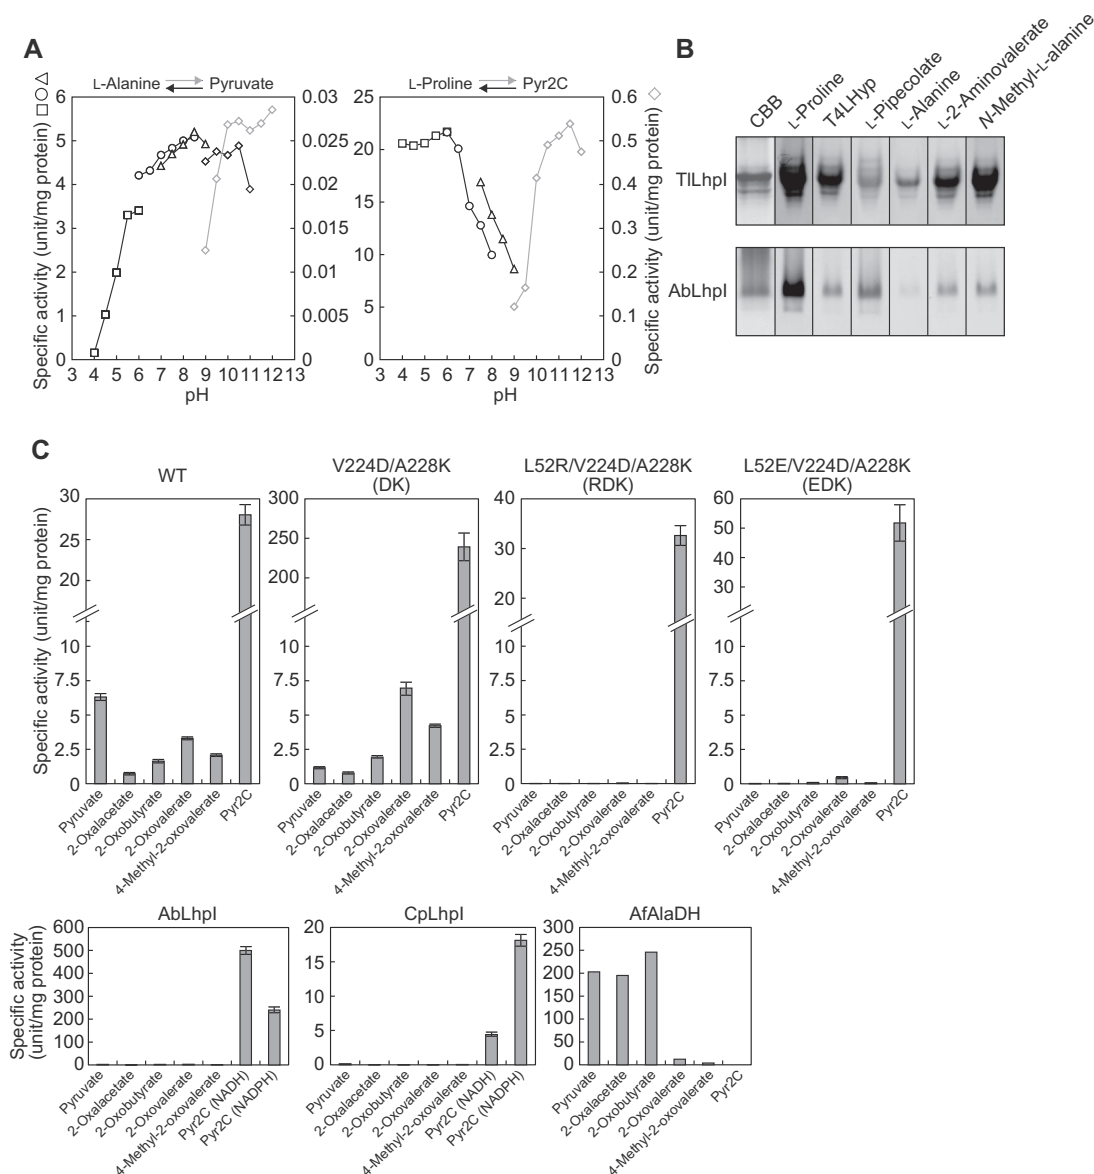 A
B
L-Alanine Pyruvate
L-Proline Pyr2C
CBB
L-Proline
T4LHyp
L-Pipecolate
L-Alanine
L-2-Aminovalerate
N-Methyl-L-alanine
Specific activity (unit/mg protein)
6
5
4
3
2
1
0
0.03
0.025
0.02
0.015
0.01
0.005
0
3 4 5 6 7 8 9 10 11 12 13
pH
25
20
15
10
5
0
0.6
0.5
0.4
0.3
0.2
0.1
0
Specific activity (unit/mg protein)
3 4 5 6 7 8 9 10 11 12 13
pH
TlLhpI
AbLhpI
C
WT
V224D/A228K
(DK)
L52R/V224D/A228K
(RDK)
L52E/V224D/A228K
(EDK)
Specific activity (unit/mg protein)
30
25
20
10
7.5
5
2.5
0
300
250
200
10
7.5
5
2.5
0
40
30
20
10
7.5
5
2.5
0
60
50
40
30
10
7.5
5
2.5
0
Pyruvate
2-Oxalacetate
2-Oxobutyrate
2-Oxovalerate
4-Methyl-2-oxovalerate
Pyr2C
Pyruvate
2-Oxalacetate
2-Oxobutyrate
2-Oxovalerate
4-Methyl-2-oxovalerate
Pyr2C
Pyruvate
2-Oxalacetate
2-Oxobutyrate
2-Oxovalerate
4-Methyl-2-oxovalerate
Pyr2C
Pyruvate
2-Oxalacetate
2-Oxobutyrate
2-Oxovalerate
4-Methyl-2-oxovalerate
Pyr2C
AbLhpI
CpLhpI
AfAlaDH
Specific activity
(unit/mg protein)
600
500
400
300
200
100
0
20
15
10
5
0
300
250
200
150
100
50
0
Pyruvate
2-Oxalacetate
2-Oxobutyrate
2-Oxovalerate
4-Methyl-2-oxovalerate
Pyr2C (NADH)
Pyr2C (NADPH)
Pyruvate
2-Oxalacetate
2-Oxobutyrate
2-Oxovalerate
4-Methyl-2-oxovalerate
Pyr2C (NADH)
Pyr2C (NADPH)
Pyruvate
2-Oxalacetate
2-Oxobutyrate
2-Oxovalerate
4-Methyl-2-oxovalerate
Pyr2C